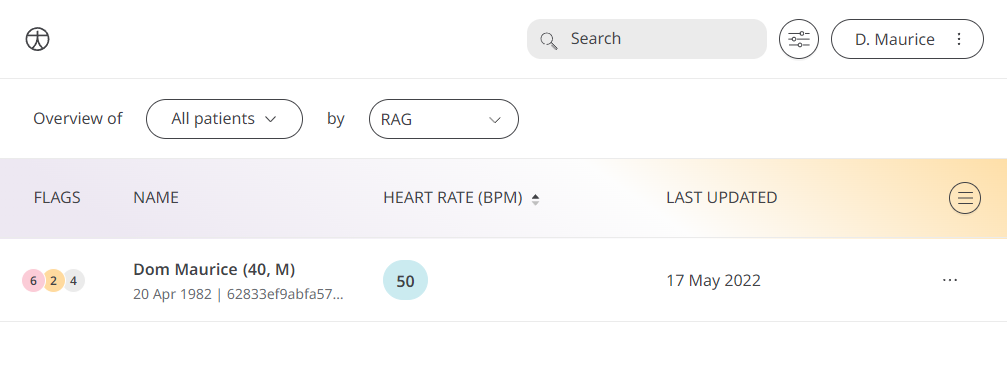 Search
D. Maurice
Overview of All patients by RAG
FLAGS NAME HEART RATE (BPM) LAST UPDATED
6 2 4 Dom Maurice (40, M) 50 17 May 2022
20 Apr 1982 | 62833ef9abfa57...